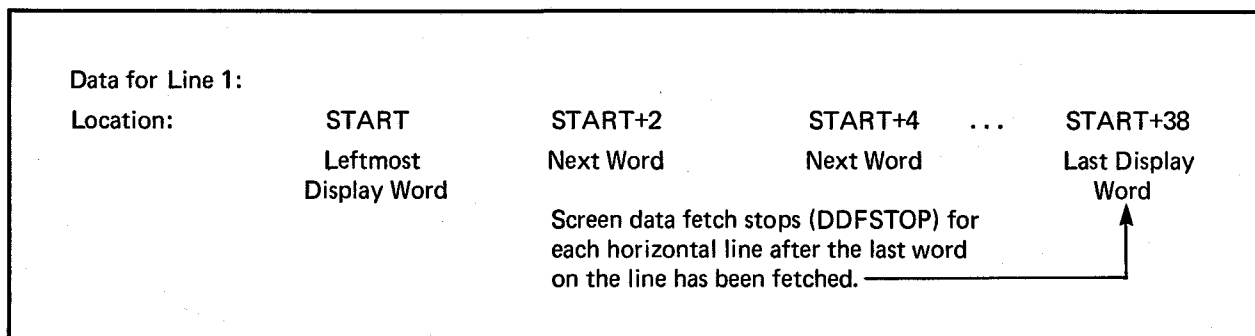 Data for Line 1:
Location: START START+2 START+4 ... START+38
Leftmost Next Word Next Word Last Display
Display Word Word
Screen data fetch stops (DDFSTOP) for
each horizontal line after the last word
on the line has been fetched.